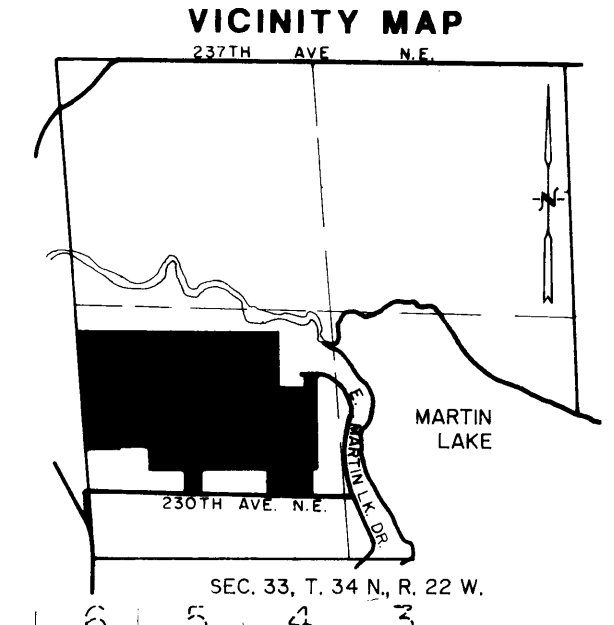 VICINITY MAP
237TH AVE N.E.
N
MARTIN
LAKE
E. MARTIN LK. DR.
230TH AVE. N.E.
SEC. 33, T. 34 N., R. 22 W.
6 5 4 3